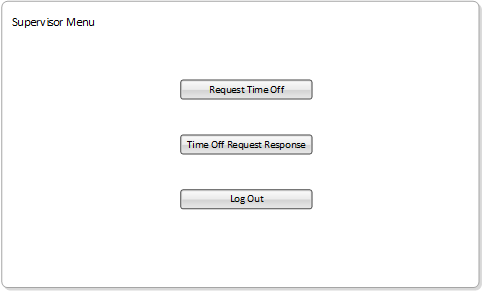 Supervisor Menu
Request Time Off
Time Off Request Response
Log Out